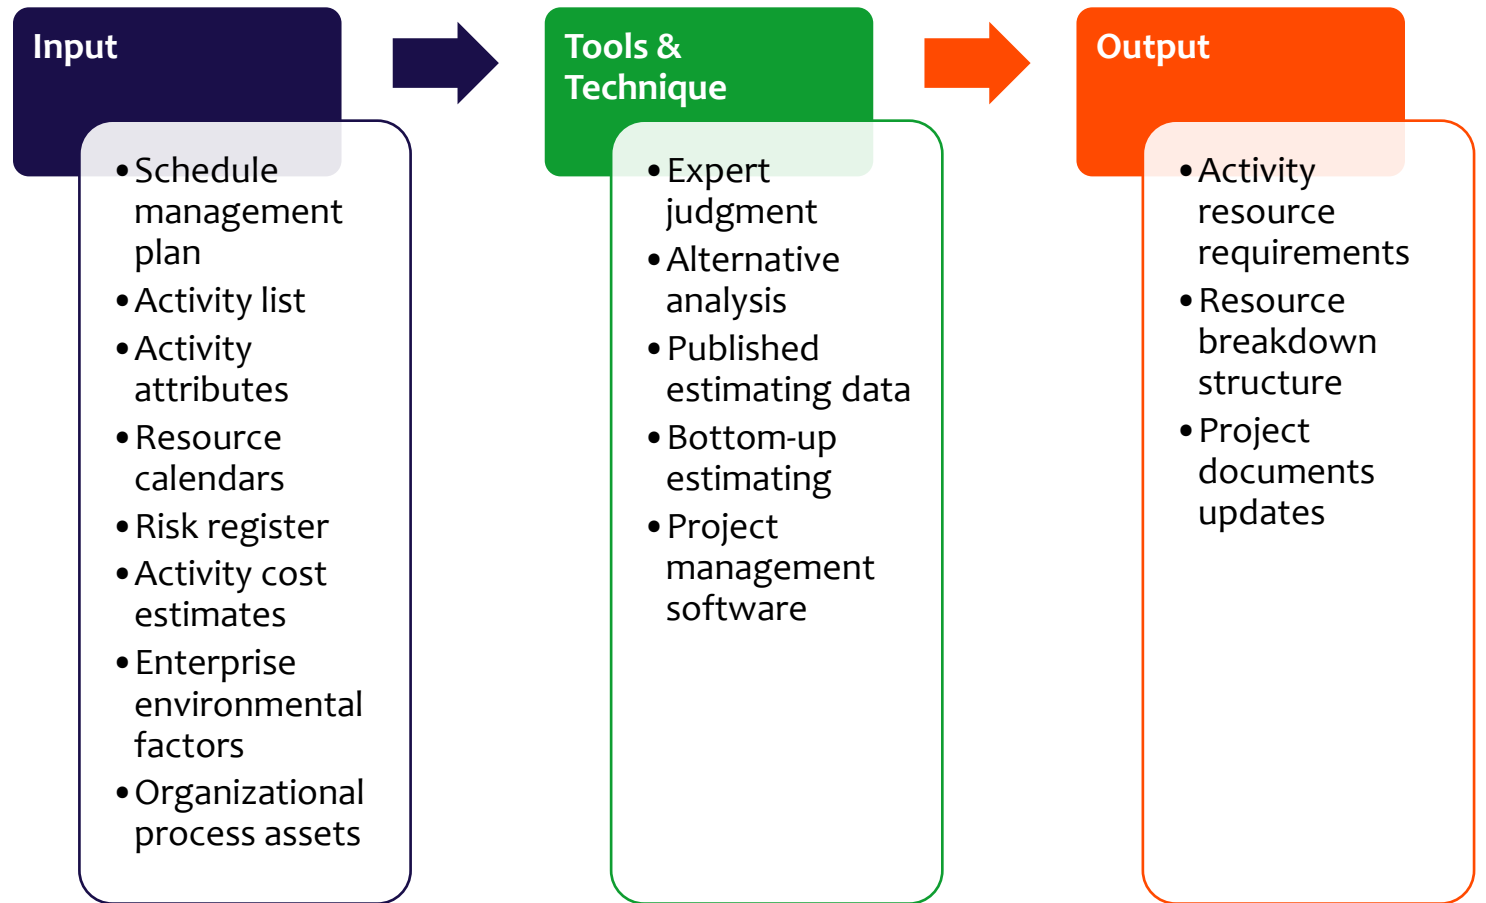 Input
• Schedule
management
plan
• Activity list
• Activity
attributes
• Resource
calendars
• Risk register
• Activity cost
estimates
• Enterprise
environmental
factors
• Organizational
process assets
Tools &
Technique
• Expert
judgment
• Alternative
analysis
• Published
estimating data
• Bottom-up
estimating
• Project
management
software
Output
• Activity
resource
requirements
• Resource
breakdown
structure
• Project
documents
updates